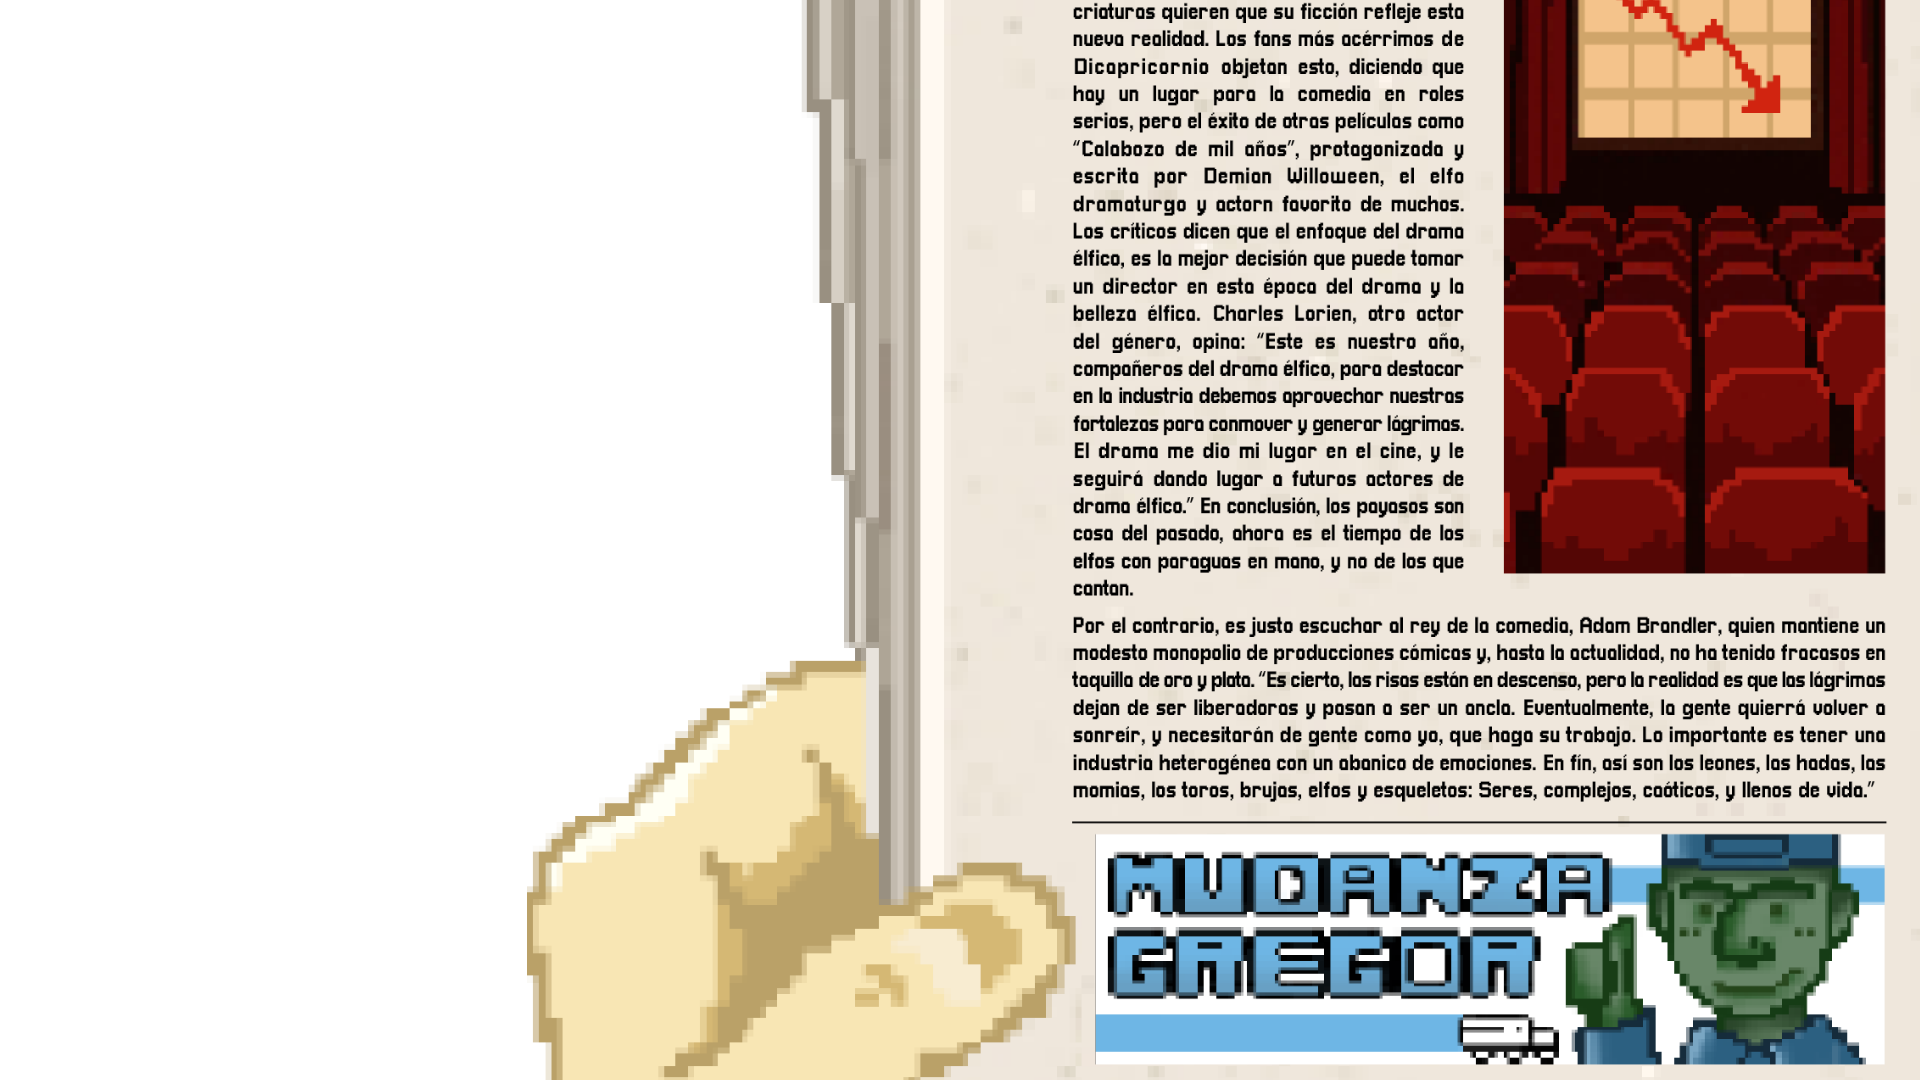 criaturas quieren que su ficción refleje esta
nueva realidad. Los fans más acérrimos de
Dicapricornio objetan esto, diciendo que
hay un lugar para la comedia en roles
serios, pero el éxito de otras películas como
"Calabozo de mil años", protagonizada y
escrita por Demian Willoween, el elfo
dramaturgo y actorn favorito de muchos.
Los críticos dicen que el enfoque del drama
élfico, es la mejor decisión que puede tomar
un director en esta época del drama y la
belleza élfica. Charles Lorien, otro actor
del género, opina: "Este es nuestro año,
compañeros del drama élfico, para destacar
en la industria debemos aprovechar nuestras
fortalezas para conmover y generar lágrimas.
El drama me dio mi lugar en el cine, y le
seguirá dando lugar a futuros actores de
drama élfico." En conclusión, los payasos son
cosa del pasado, ahora es el tiempo de los
elfos con paraguas en mano, y no de los que
cantan.
Por el contrario, es justo escuchar al rey de la comedia, Adam Brandler, quien mantiene un
modesto monopolio de producciones cómicas y, hasta la actualidad, no ha tenido fracasos en
taquilla de oro y plata. "Es cierto, las risas están en descenso, pero la realidad es que las lágrimas
dejan de ser liberadoras y pasan a ser un ancla. Eventualmente, la gente quierrá volver a
sonreír, y necesitarán de gente como yo, que haga su trabajo. Lo importante es tener una
industria heterogénea con un abanico de emociones. En fín, así son los leones, las hadas, las
momias, los toros, brujas, elfos y esqueletos: Seres, complejos, caóticos, y llenos de vida."
MUDANZA
GREGOR